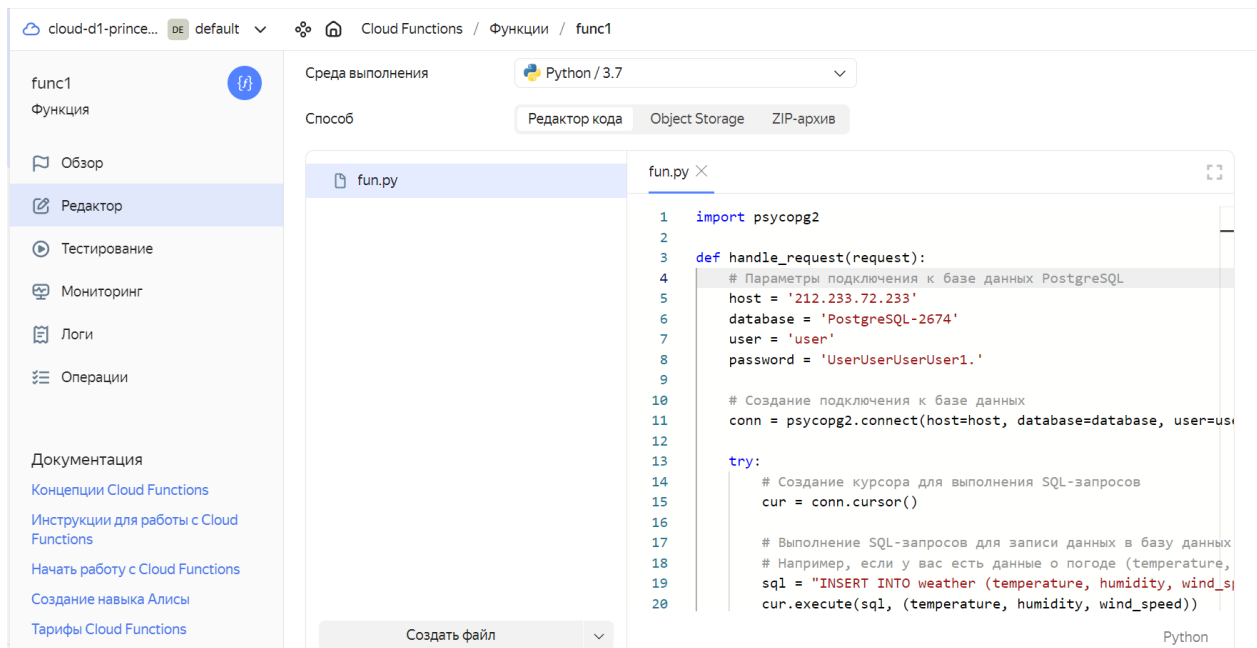 cloud-d1-prince... DE default Cloud Functions / Функции / func1
func1
Функция
{f}
Обзор
Редактор
Тестирование
Мониторинг
Логи
Операции
Документация
Концепции Cloud Functions
Инструкции для работы с Cloud
Functions
Начать работу с Cloud Functions
Создание навыка Алисы
Тарифы Cloud Functions
Среда выполнения Python / 3.7
Способ Редактор кода Object Storage ZIP-архив
fun.py
Создать файл
fun.py
1 import psycopg2
2
3 def handle_request(request):
4 # Параметры подключения к базе данных PostgreSQL
5 host = '212.233.72.233'
6 database = 'PostgreSQL-2674'
7 user = 'user'
8 password = 'UserUserUserUser1.'
9
10 # Создание подключения к базе данных
11 conn = psycopg2.connect(host=host, database=database, user=use
12
13 try:
14 # Создание курсора для выполнения SQL-запросов
15 cur = conn.cursor()
16
17 # Выполнение SQL-запросов для записи данных в базу данных
18 # Например, если у вас есть данные о погоде (temperature,
19 sql = "INSERT INTO weather (temperature, humidity, wind_sp
20 cur.execute(sql, (temperature, humidity, wind_speed))
Python